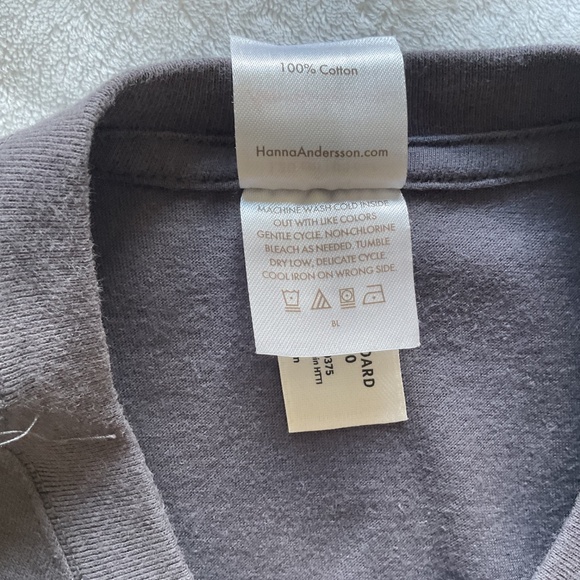 100% Cotton
HannaAndersson.com
MACHINE WASH COLD INSIDE
OUT WITH LIKE COLORS
GENTLE CYCLE. NON-CHLORINE
BLEACH AS NEEDED. TUMBLE
DRY LOW, DELICATE CYCLE
COOL IRON ON WRONG SIDE.
BL